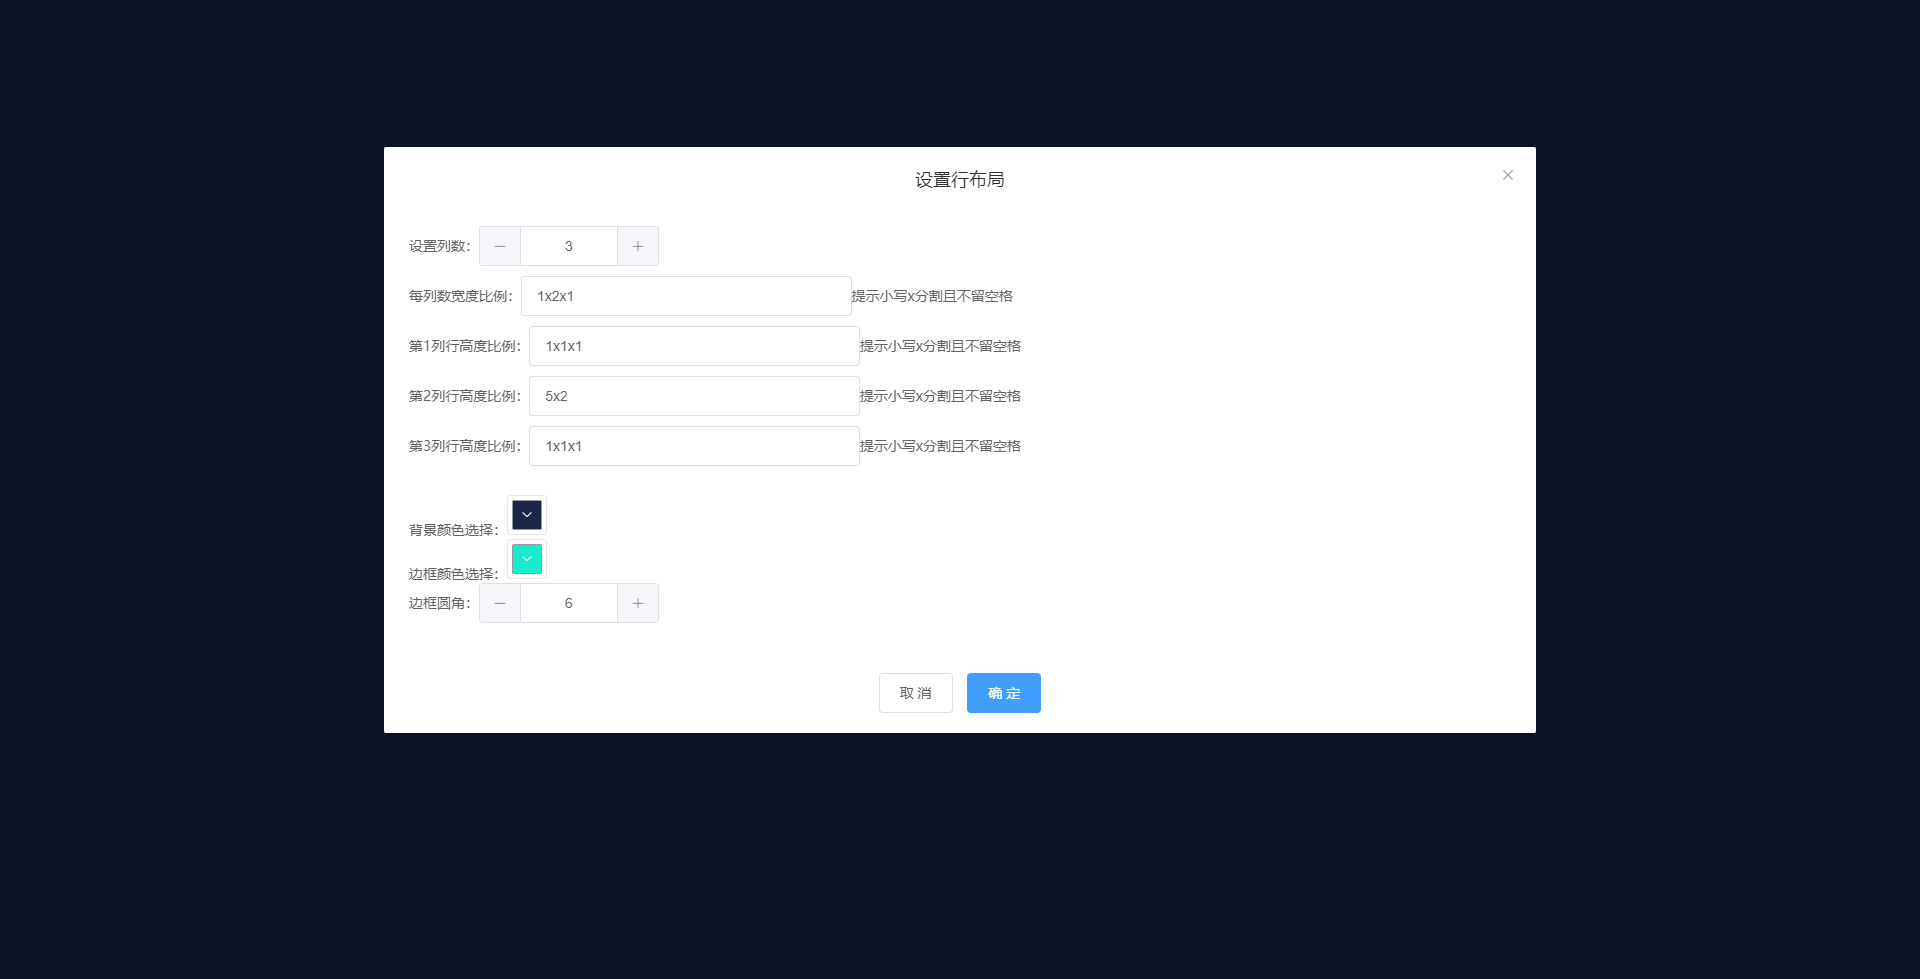 设置行布局
设置列数： 3
每列数宽度比例： 1x2x1 提示小写x分割且不留空格
第1列行高度比例： 1x1x1 提示小写x分割且不留空格
第2列行高度比例： 5x2 提示小写x分割且不留空格
第3列行高度比例： 1x1x1 提示小写x分割且不留空格
背景颜色选择：
边框颜色选择：
边框圆角： 6
取 消 确 定